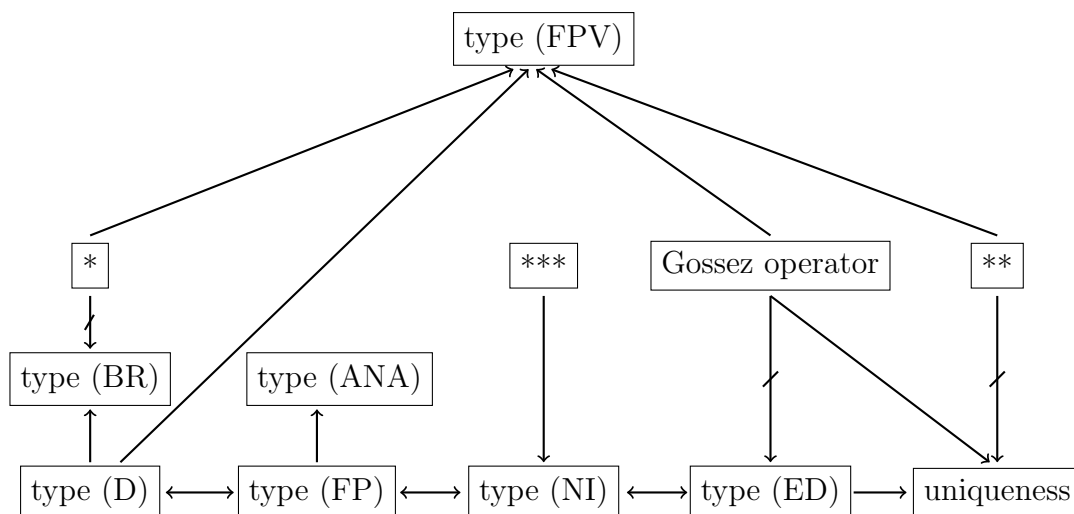 type (FPV)
*
***
Gossez operator
**
type (BR)
type (ANA)
type (D)
type (FP)
type (NI)
type (ED)
uniqueness